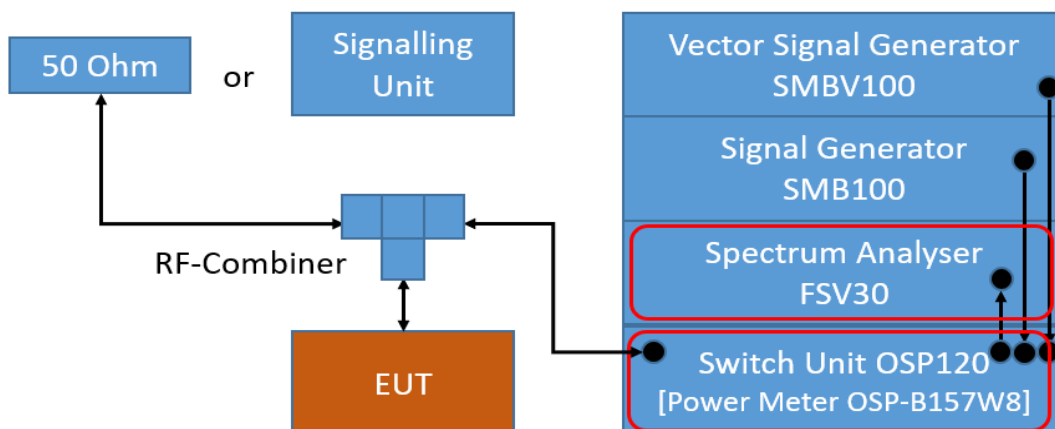 50 Ohm
or
Signalling
Unit
RF-Combiner
EUT
Vector Signal Generator
SMBV100
Signal Generator
SMB100
Spectrum Analyser
FSV30
Switch Unit OSP120
[Power Meter OSP-B157W8]